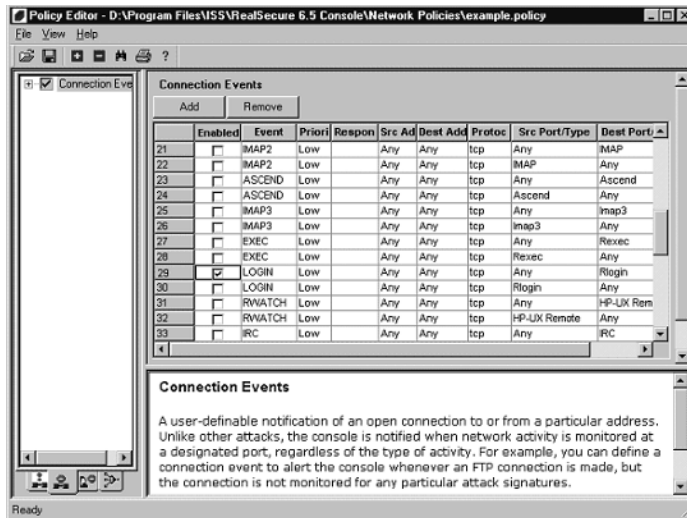 Policy Editor - D:\Program Files\ISS\RealSecure 6.5 Console\Network Policies\example.policy
File View Help
Connection Eve
Connection Events
Add Remove
Enabled Event Priori Respon Src Ad Dest Add Protoc Src Port/Type Dest Port/
21 IMAP2 Low Any Any tcp Any IMAP
22 IMAP2 Low Any Any tcp IMAP Any
23 ASCEND Low Any Any tcp Any Ascend
24 ASCEND Low Any Any tcp Ascend Any
25 IMAP3 Low Any Any tcp Any Imap3
26 IMAP3 Low Any Any tcp Imap3 Any
27 EXEC Low Any Any tcp Any Rexec
28 EXEC Low Any Any tcp Rexec Any
29 LOGIN Low Any Any tcp Any Rlogin
30 LOGIN Low Any Any tcp Rlogin Any
31 RWATCH Low Any Any tcp Any HP-UX Rem
32 RWATCH Low Any Any tcp HP-UX Remote Any
33 IRC Low Any Any tcp Any IRC
Connection Events
A user-definable notification of an open connection to or from a particular address.
Unlike other attacks, the console is notified when network activity is monitored at
a designated port, regardless of the type of activity. For example, you can define a
connection event to alert the console whenever an FTP connection is made, but
the connection is not monitored for any particular attack signatures.
Ready